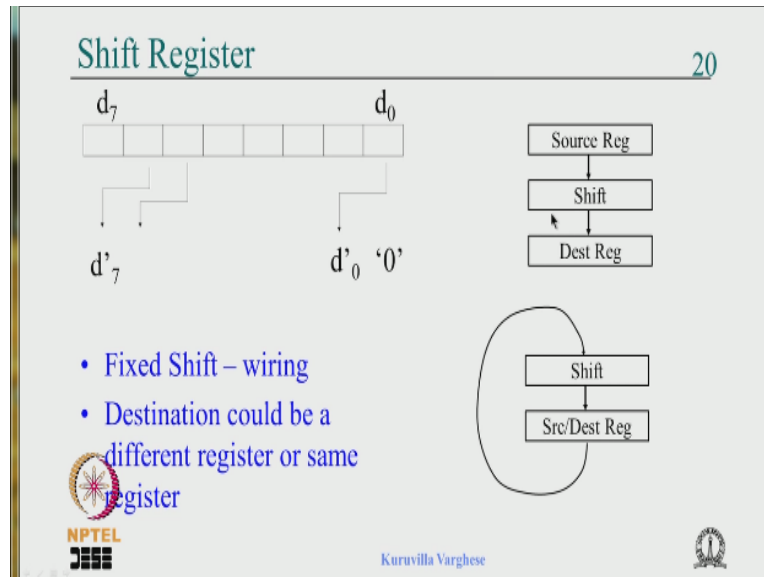 Shift Register
20
d₇ d₀
d'₇ d'₀ '0'
Source Reg
Shift
Dest Reg
Shift
Src/Dest Reg
• Fixed Shift – wiring
• Destination could be a
different register or same
register
NPTEL
DESE
Kuruvilla Varghese